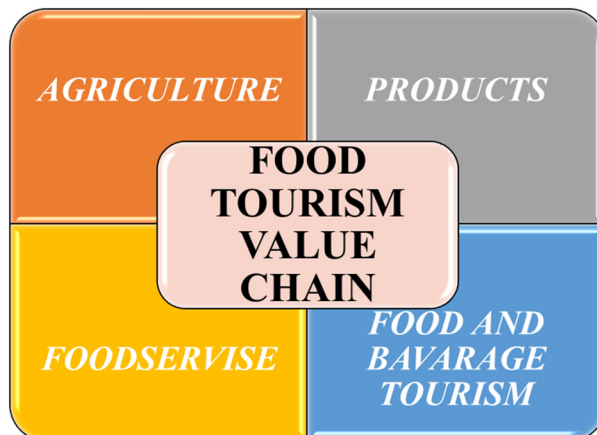 AGRICULTURE
PRODUCTS
FOOD
TOURISM
VALUE
CHAIN
FOODSERVISE
FOOD AND
BAVARAGE
TOURISM